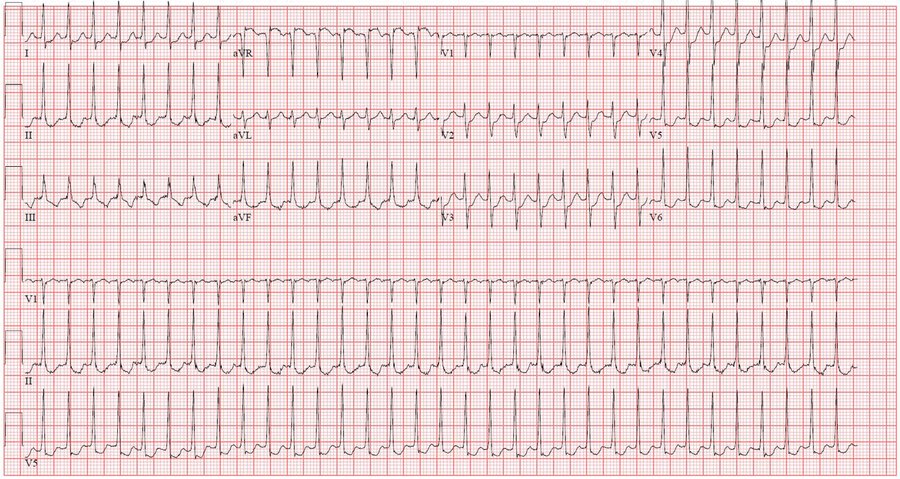 I aVR V1 V4
II aVL V2 V5
III aVF V3 V6
V1
II
V5